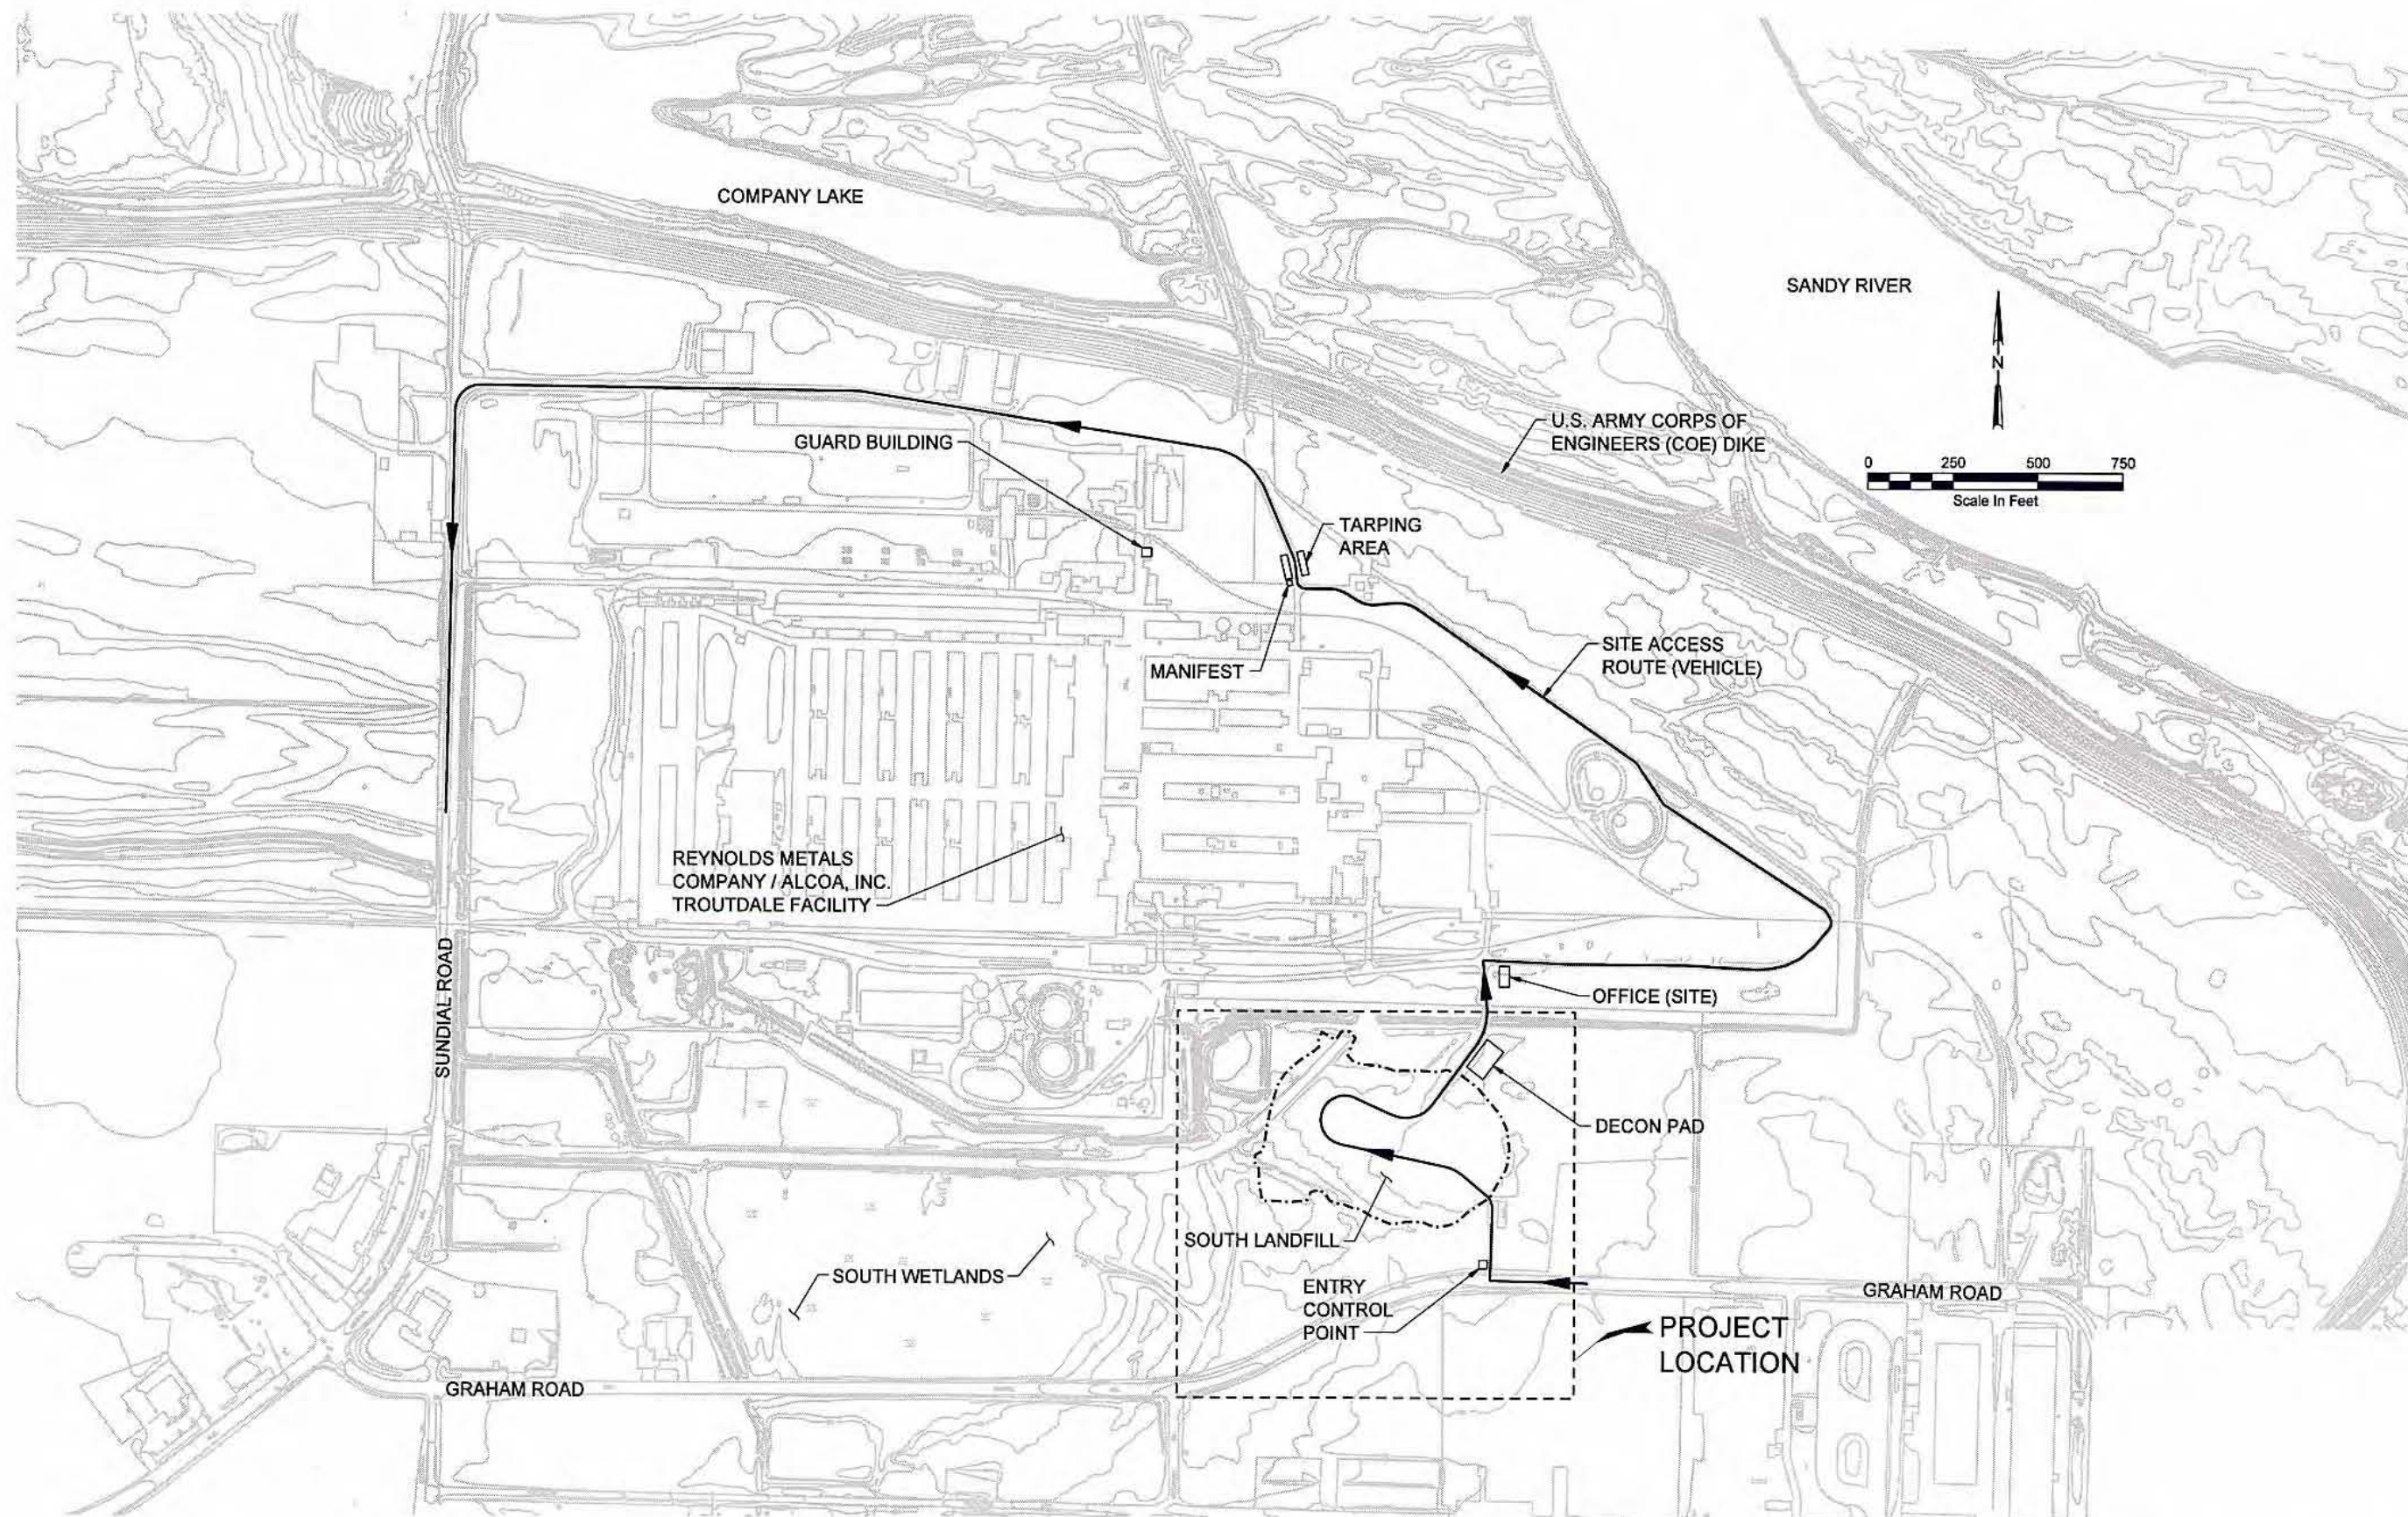 COMPANY LAKE
SANDY RIVER
N
U.S. ARMY CORPS OF
ENGINEERS (COE) DIKE
0 250 500 750
Scale In Feet
GUARD BUILDING
TARPING
AREA
MANIFEST
SITE ACCESS
ROUTE (VEHICLE)
REYNOLDS METALS
COMPANY / ALCOA, INC.
TROUTDALE FACILITY
SUNDIAL ROAD
OFFICE (SITE)
DECON PAD
SOUTH LANDFILL
SOUTH WETLANDS
ENTRY
CONTROL
POINT
GRAHAM ROAD
PROJECT
LOCATION
GRAHAM ROAD